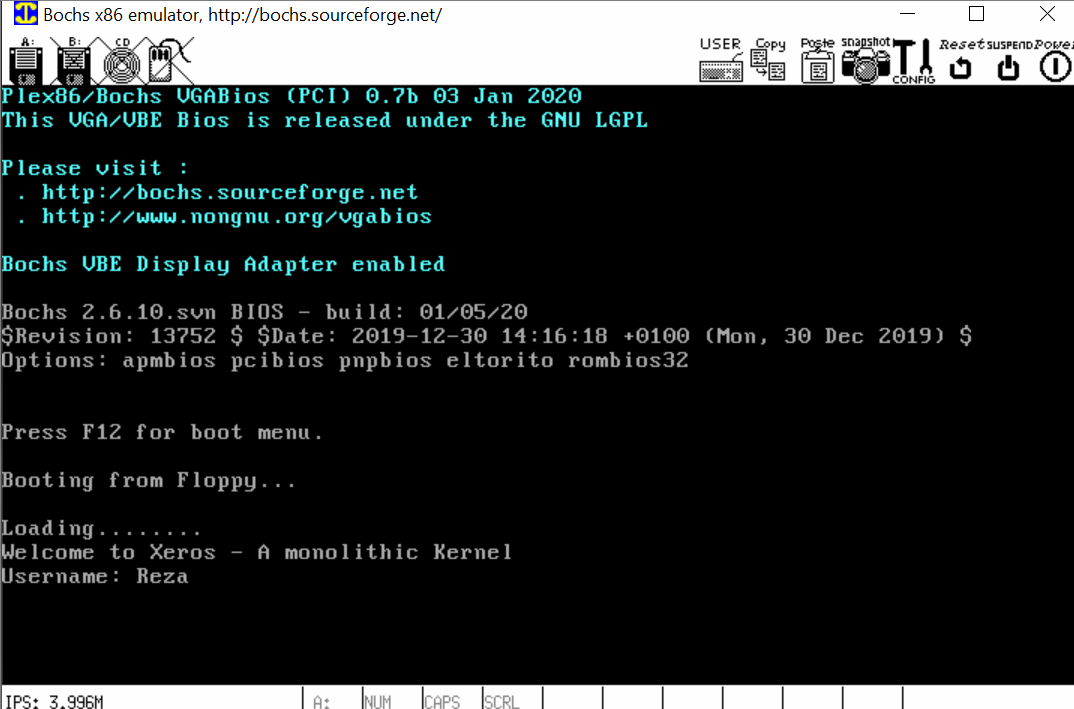 Bochs x86 emulator, http://bochs.sourceforge.net/
A: B: CD USER Copy Paste snapshot CONFIG Reset SUSPEND Power
Plex86/Bochs VGABios (PCI) 0.7b 03 Jan 2020
This VGA/VBE Bios is released under the GNU LGPL
Please visit :
. http://bochs.sourceforge.net
. http://www.nongnu.org/vgabios
Bochs VBE Display Adapter enabled
Bochs 2.6.10.svn BIOS - build: 01/05/20
$Revision: 13752 $ $Date: 2019-12-30 14:16:18 +0100 (Mon, 30 Dec 2019) $
Options: apmbios pcibios pnpbios eltorito rombios32
Press F12 for boot menu.
Booting from Floppy...
Loading........
Welcome to Xeros - A monolithic Kernel
Username: Reza
IPS: 3.996M A: NUM CAPS SCRL